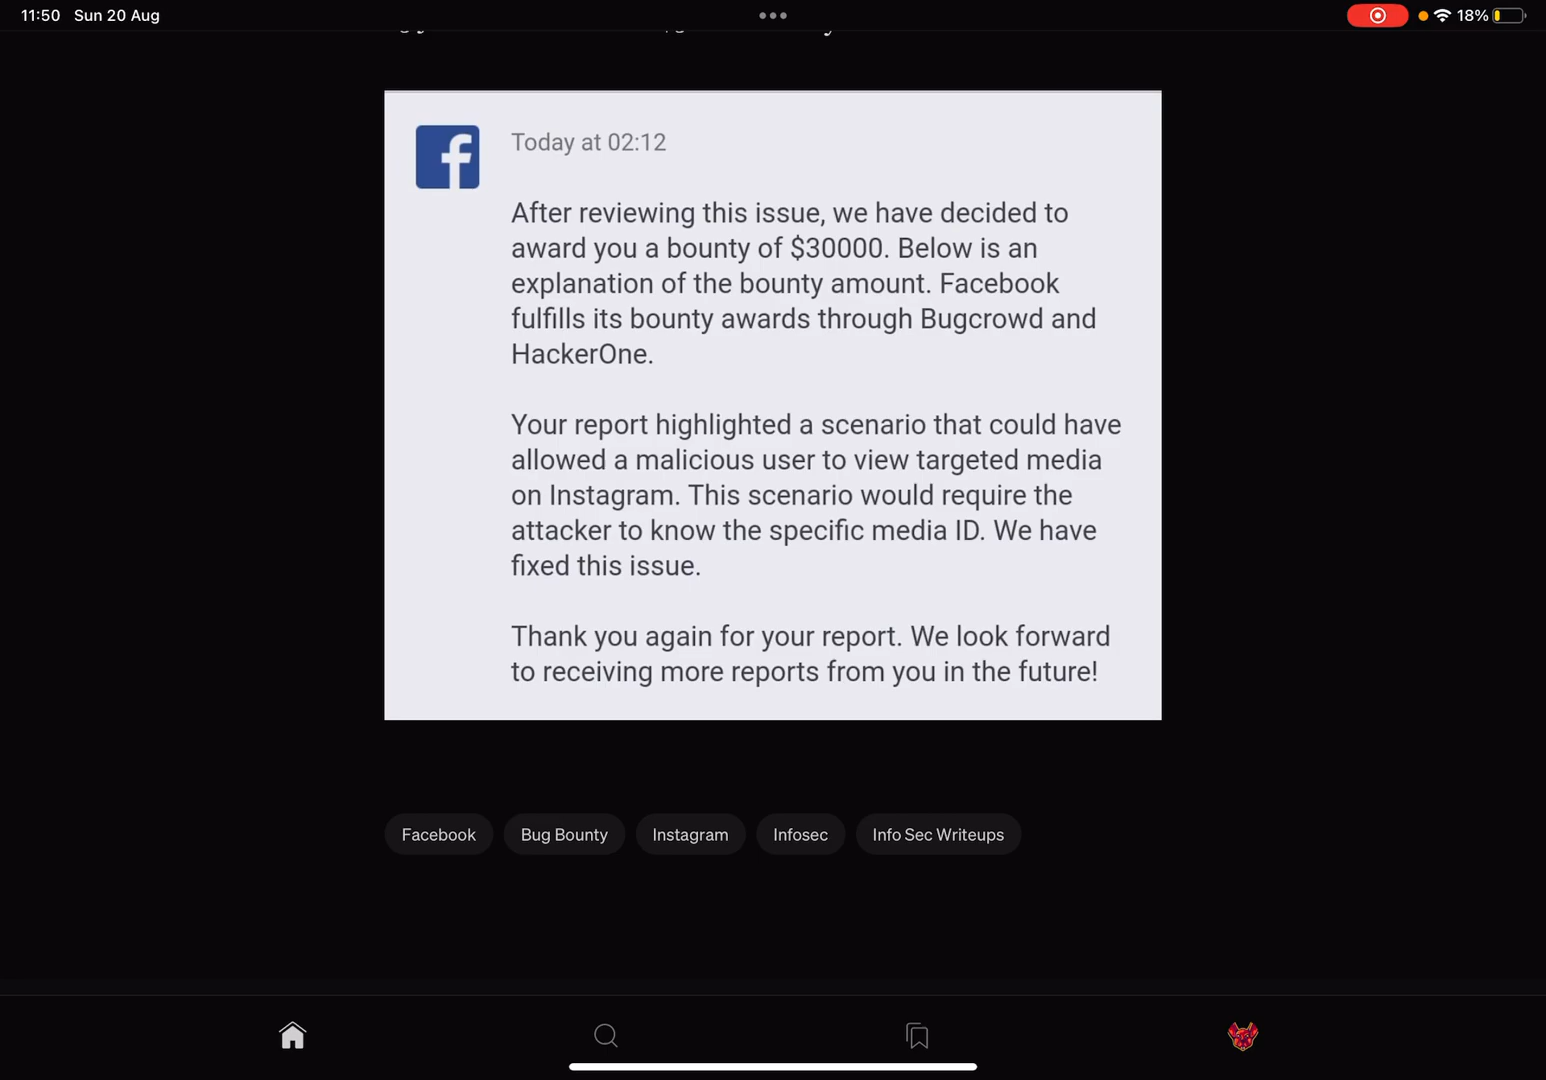 11:50 Sun 20 Aug
18%
Today at 02:12
After reviewing this issue, we have decided to
award you a bounty of $30000. Below is an
explanation of the bounty amount. Facebook
fulfills its bounty awards through Bugcrowd and
HackerOne.
Your report highlighted a scenario that could have
allowed a malicious user to view targeted media
on Instagram. This scenario would require the
attacker to know the specific media ID. We have
fixed this issue.
Thank you again for your report. We look forward
to receiving more reports from you in the future!
Facebook Bug Bounty Instagram Infosec Info Sec Writeups